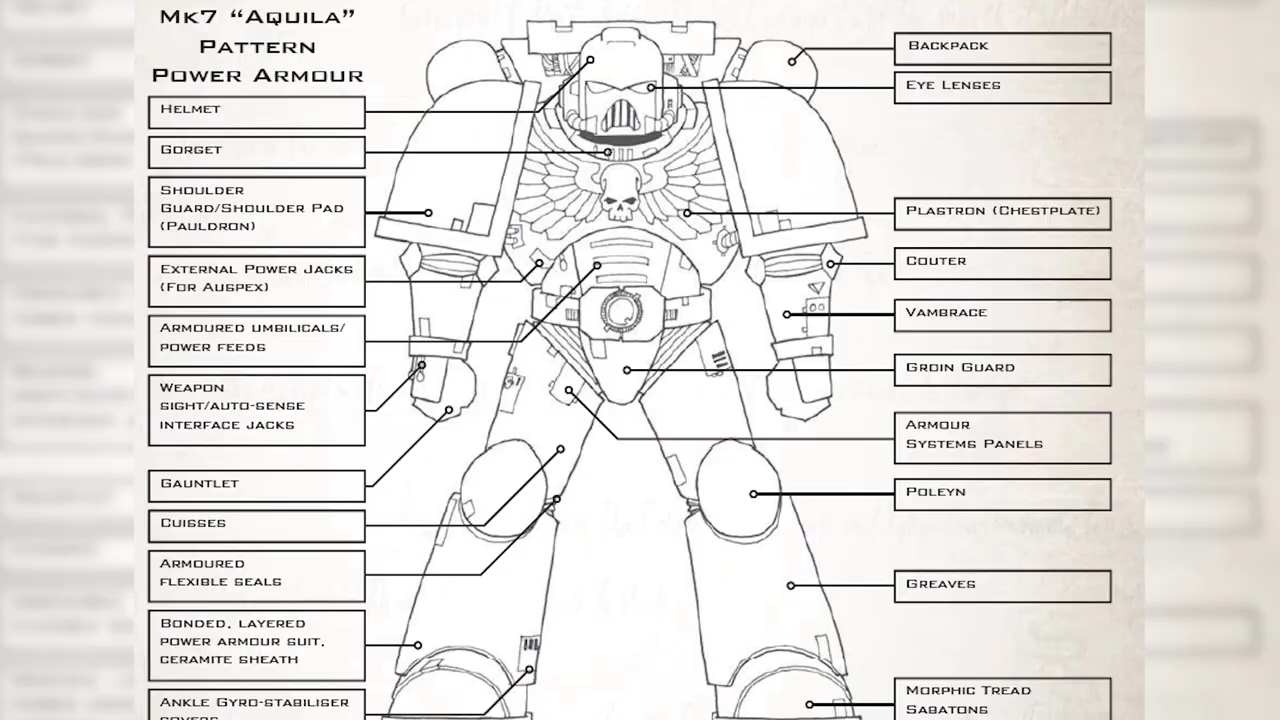 Mk7 “Aquila”
Pattern
Power Armour
Helmet
Gorget
Shoulder
Guard/Shoulder Pad
(Pauldron)
External Power Jacks
(For Auspex)
Armoured umbilicals/
power feeds
Weapon
sight/auto-sense
interface jacks
Gauntlet
Cuisses
Armoured
flexible seals
Bonded, layered
power armour suit,
ceramite sheath
Ankle Gyro-stabiliser
covers
Backpack
Eye Lenses
Plastron (Chestplate)
Couter
Vambrace
Groin Guard
Armour
Systems Panels
Poleyn
Greaves
Morphic Tread
Sabatons